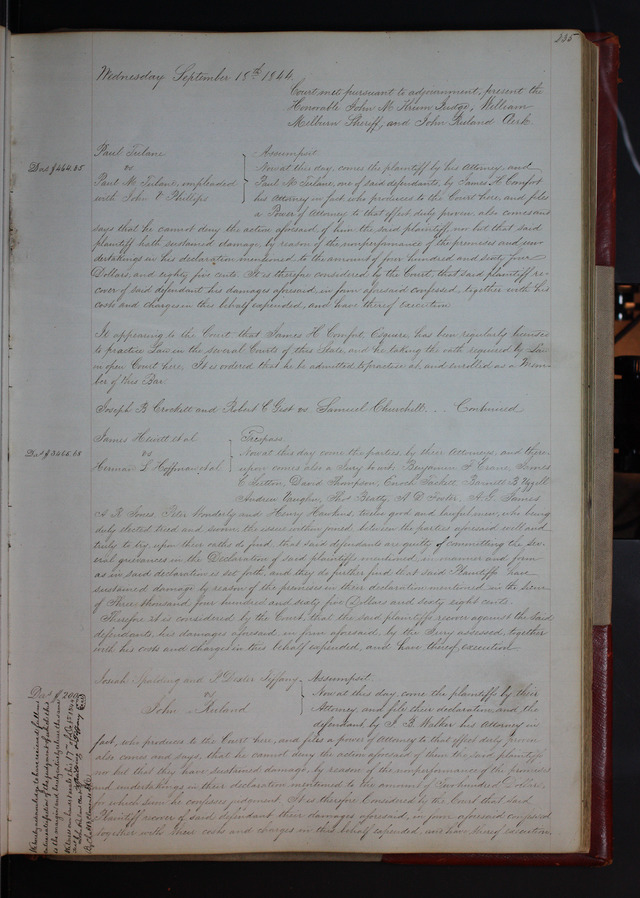 335
Wednesday September 18th 1844
Court met pursuant to adjournment, present the
Honorable John M. Krum Judge, William
Milburn Sheriff, and John Ruland Clerk
Paul Tulane
vs
Paul M. Tulane, impleaded
with John C Phillips
Das $464.85
Assumpsit.
Now at this day, comes the plaintiff by his Attorney, and
Paul M Tulane, one of said defendants, by James H Comfort
his Attorney in fact, who produces to the Court here, and files
a Power of Attorney to that effect duly proven also comes and
says that he cannot deny the action aforesaid of him the said plaintiff, nor but that said
plaintiff hath sustained damage, by reason of the nonperformance of the promises and un-
dertakings in his declaration mentioned to the amount of four hundred and sixty four
Dollars, and eighty five cents. It is therefore considered by the Court, that said plaintiff re-
cover of said defendant his damages aforesaid, in form aforesaid confessed, together with his
costs and charges in this behalf expended, and have thereof execution
It appearing to the Court that James H Comfort Esquire, has been regularly licensed
to practice Law in the several Courts of this State, and he taking the oath required by Law
in open Court here. It is ordered that he be admitted to practice at, and enrolled as a Mem-
ber of this Bar
Joseph B Crockett and Robert C Gist vs. Samuel Churchill . . . Continued
James Hewitt et al
vs
Herman L Hoffman et al
Das $3465.68
Trespass.
Now at this day come the parties, by their Attorneys, and there-
upon comes also a Jury to wit; Benjamin F Crane, James
C Sutton, David Thompson, Enoch Sackett, Barnett B
Andrew Vaughn, Thos Beatty, A D Foster, A. G.
A R Jones, Peter Wonderly and Henry Hawkins, twelve good and lawful men, who being
duly elected tried and sworn, the issues within joined, between the parties aforesaid well and
truly to try, upon their oaths do find, that said defendants are guilty of committing the sev-
eral grievances in the Declaration of said plaintiffs mentioned, in manner and form
as in said declaration is set forth, and they do further find that said Plaintiffs have
sustained damage by reason of the premises in their declaration mentioned in the sum
of Three thousand four hundred and sixty five Dollars and sixty eight cents.
Therefore it is considered by the Court, that the said plaintiffs recover against the said
defendants, his damages aforesaid in form aforesaid, by the Jury assessed, together
with his costs and charges in this behalf expended, and have thereof execution
Josiah Spalding and P Dexter Tiffany
vs
John Ruland
Das $200
Assumpsit
Now at this day, come the plaintiffs by their
Attorney and file their declaration, and the
defendant by J. B. Walker his Attorney in
fact, who produces to the Court here, and files a power of Attorney to that effect duly proven
also comes and says, that he cannot deny the action aforesaid of them the said plaintiffs
nor but that they have sustained damage, by reason of the nonperformance of the promises
and undertakings in their declaration mentioned to the amount of Two hundred Dollars,
for which sum he confesses judgement. It is therefore Considered by the Court that said
Plaintiff recover of said defendant their damages aforesaid, in form aforesaid confessed
together with their costs and charges in this behalf expended, and have thereof execution